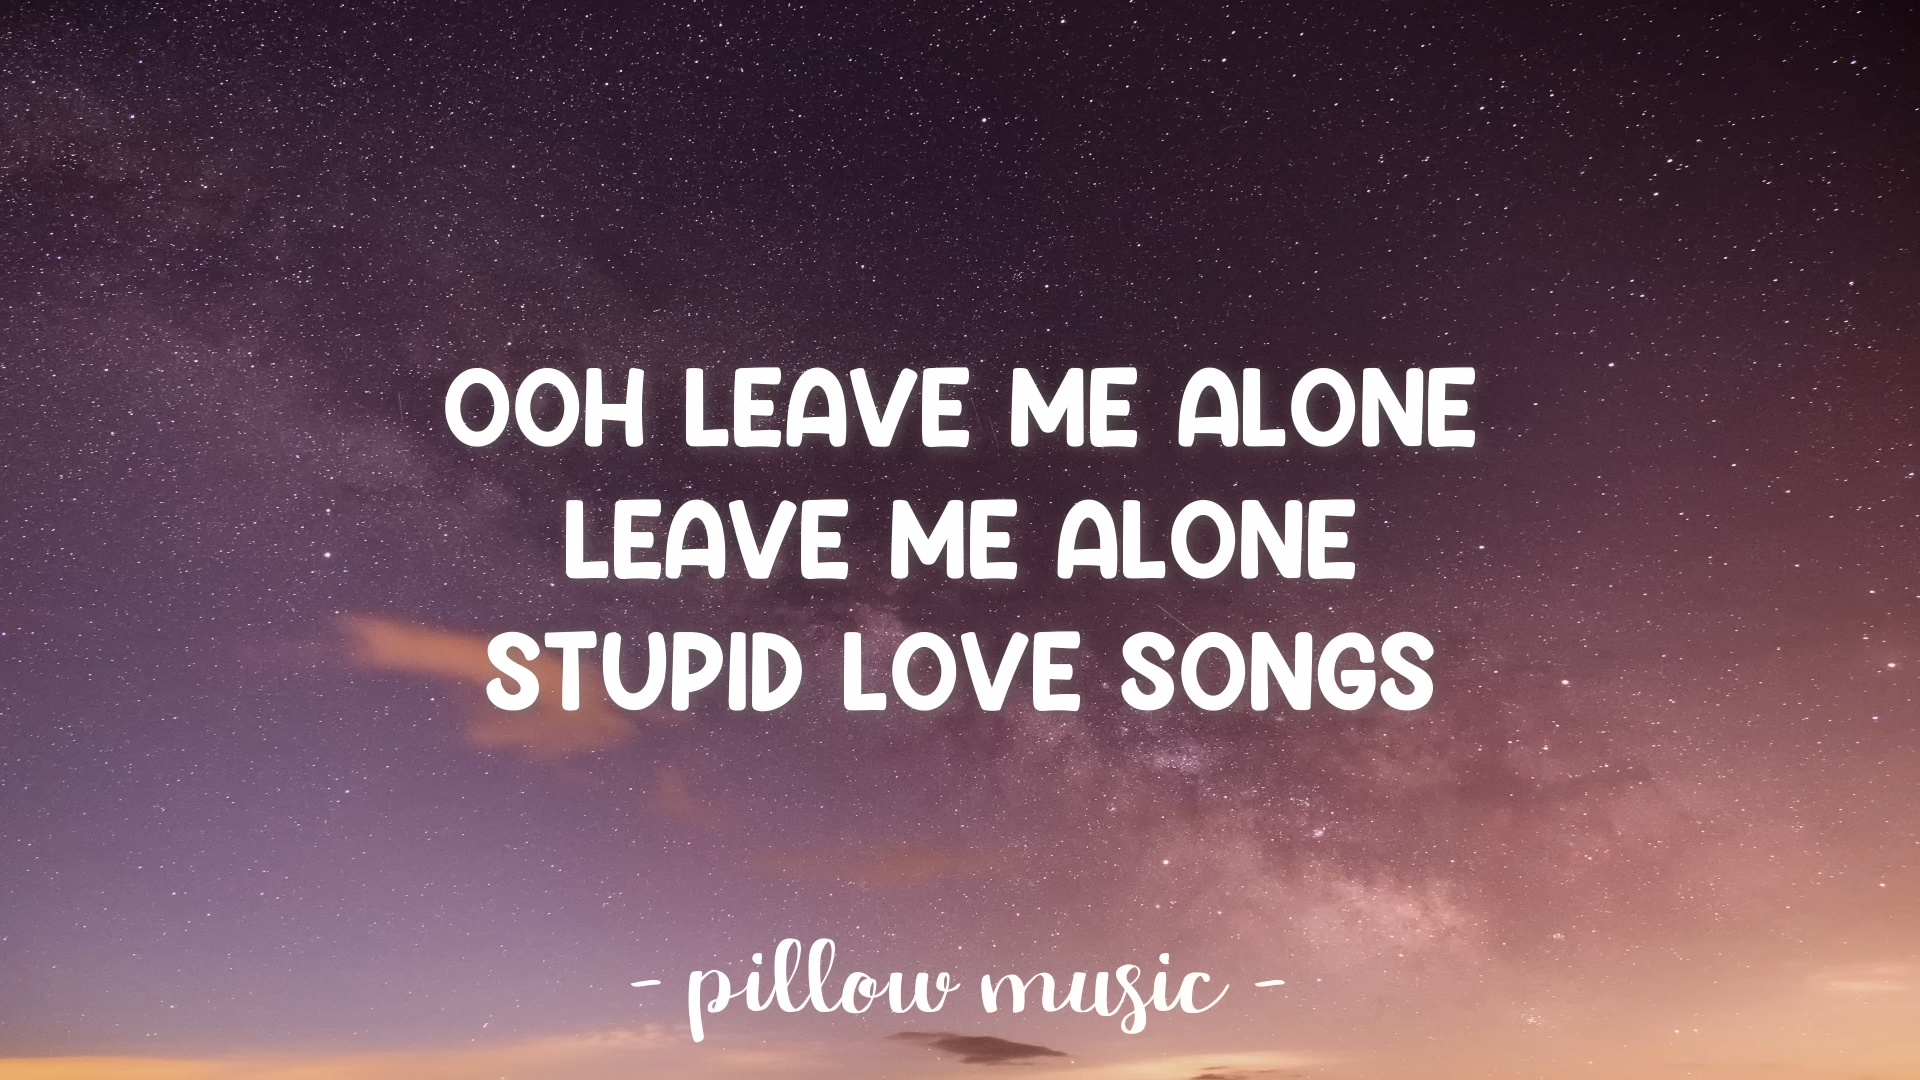 OOH LEAVE ME ALONE
LEAVE ME ALONE
STUPID LOVE SONGS
- pillow music -